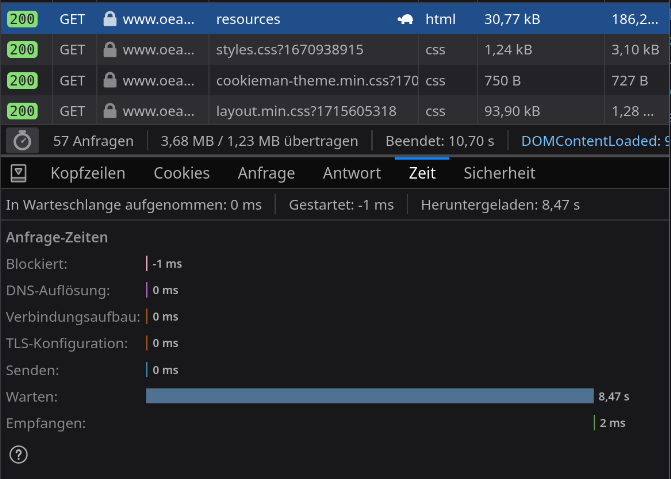 200 GET www.oea... resources html 30,77 kB 186,2...
200 GET www.oea... styles.css?1670938915 css 1,24 kB 3,10 kB
200 GET www.oea... cookieman-theme.min.css?170 css 750 B 727 B
200 GET www.oea... layout.min.css?1715605318 css 93,90 kB 1,28 ...
57 Anfragen 3,68 MB / 1,23 MB übertragen Beendet: 10,70 s DOMContentLoaded: 9
Kopfzeilen Cookies Anfrage Antwort Zeit Sicherheit
In Warteschlange aufgenommen: 0 ms Gestartet: -1 ms Heruntergeladen: 8,47 s
Anfrage-Zeiten
Blockiert: -1 ms
DNS-Auflösung: 0 ms
Verbindungsaufbau: 0 ms
TLS-Konfiguration: 0 ms
Senden: 0 ms
Warten: 8,47 s
Empfangen: 2 ms
?